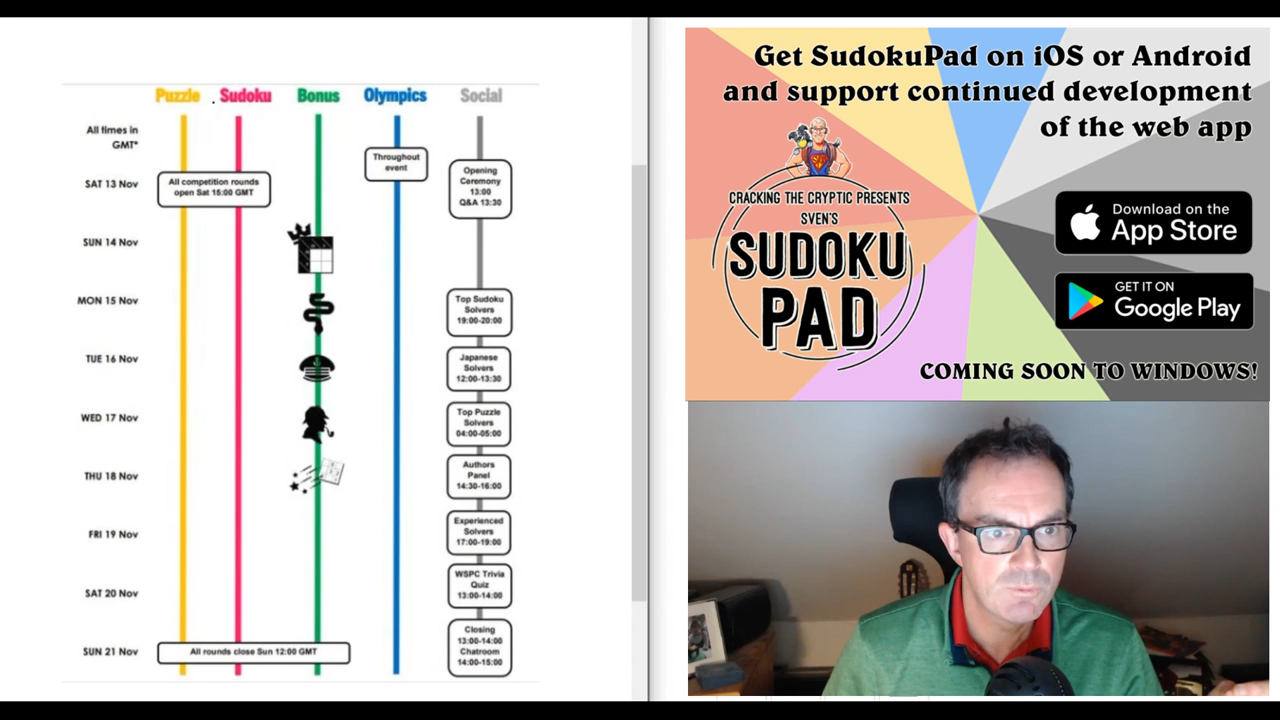 Puzzle Sudoku Bonus Olympics Social
All times in
GMT*
Throughout
event
SAT 13 Nov
All competition rounds
open Sat 15:00 GMT
Opening
Ceremony
13:00
Q&A 13:30
SUN 14 Nov
MON 15 Nov
Top Sudoku
Solvers
19:00-20:00
TUE 16 Nov
Japanese
Solvers
12:00-13:30
WED 17 Nov
Top Puzzle
Solvers
04:00-05:00
THU 18 Nov
Authors
Panel
14:30-16:00
FRI 19 Nov
Experienced
Solvers
17:00-19:00
SAT 20 Nov
WSPC Trivia
Quiz
13:00-14:00
SUN 21 Nov
All rounds close Sun 12:00 GMT
Closing
13:00-14:00
Chatroom
14:00-15:00
Get SudokuPad on iOS or Android
and support continued development
of the web app
CRACKING THE CRYPTIC PRESENTS
SVEN'S
SUDOKU
PAD
Download on the
App Store
GET IT ON
Google Play
COMING SOON TO WINDOWS!